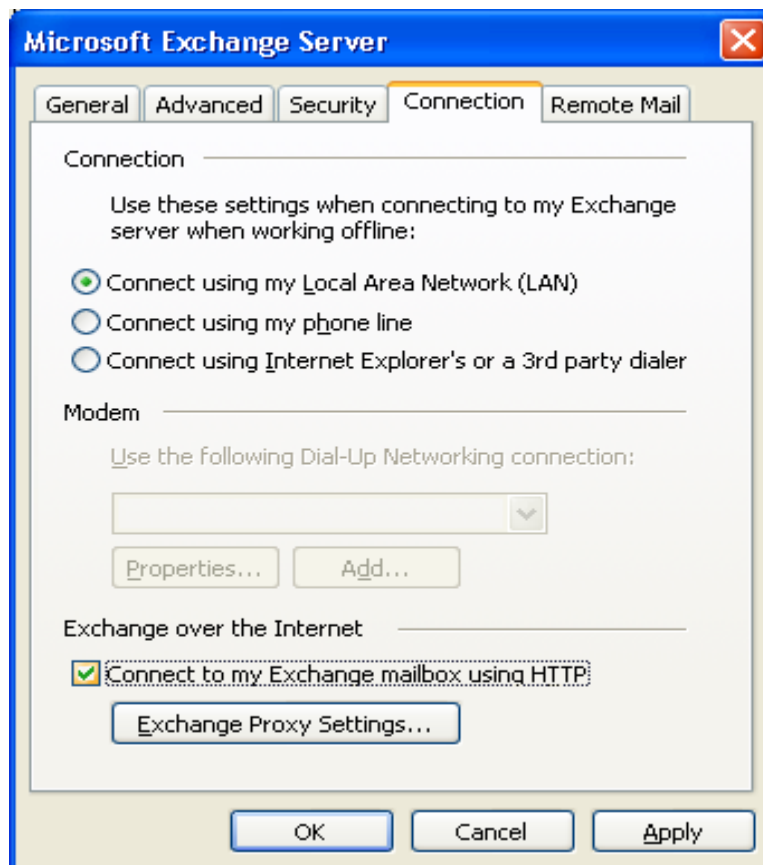 Microsoft Exchange Server
General Advanced Security Connection Remote Mail
Connection
Use these settings when connecting to my Exchange
server when working offline:
Connect using my Local Area Network (LAN)
Connect using my phone line
Connect using Internet Explorer's or a 3rd party dialer
Modem
Use the following Dial-Up Networking connection:
Properties... Add...
Exchange over the Internet
Connect to my Exchange mailbox using HTTP
Exchange Proxy Settings...
OK Cancel Apply